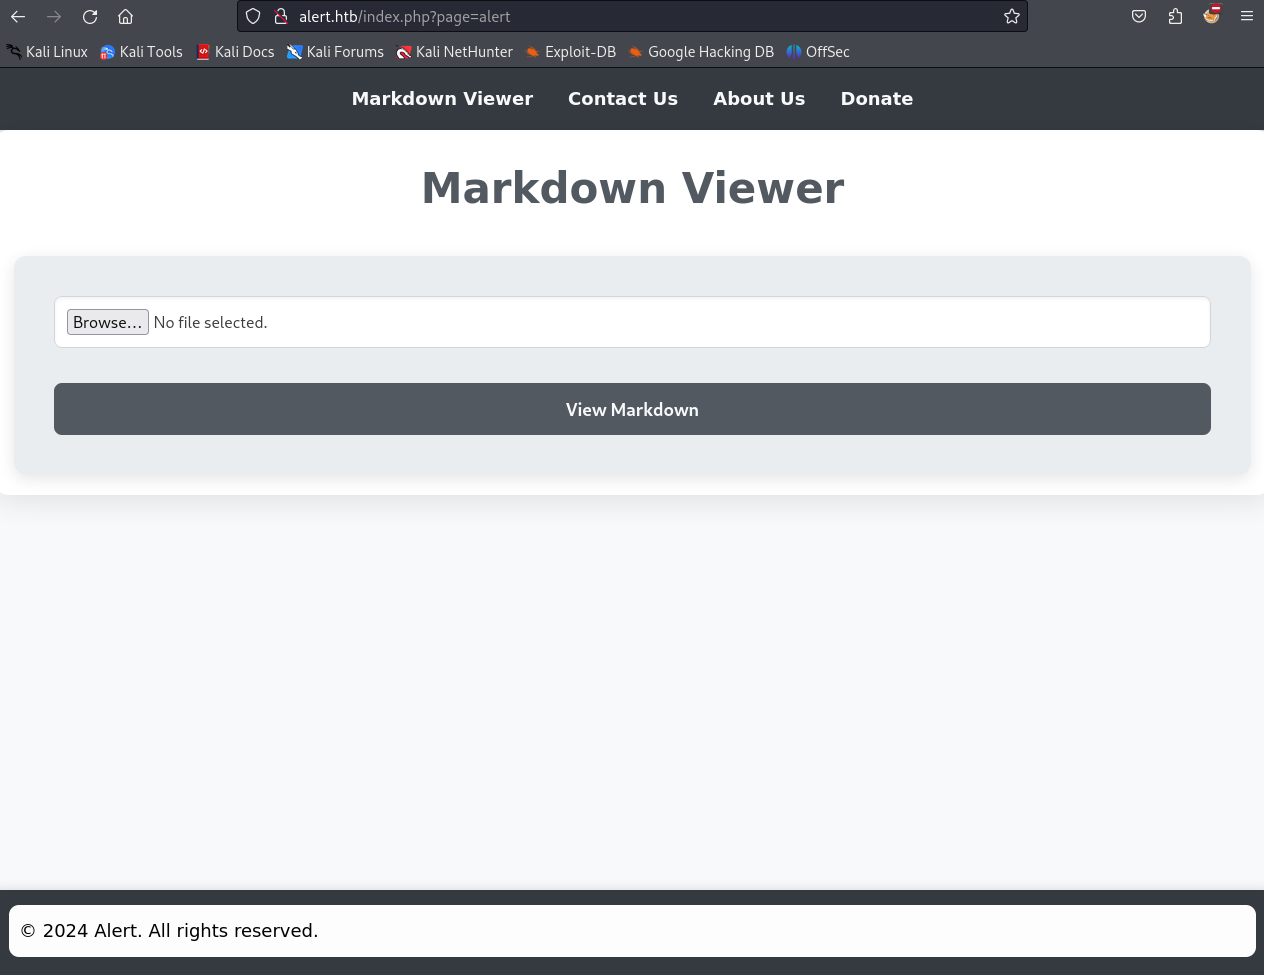 alert.htb/index.php?page=alert
Kali Linux Kali Tools Kali Docs Kali Forums Kali NetHunter Exploit-DB Google Hacking DB OffSec
Markdown Viewer Contact Us About Us Donate
Markdown Viewer
Browse... No file selected.
View Markdown
© 2024 Alert. All rights reserved.